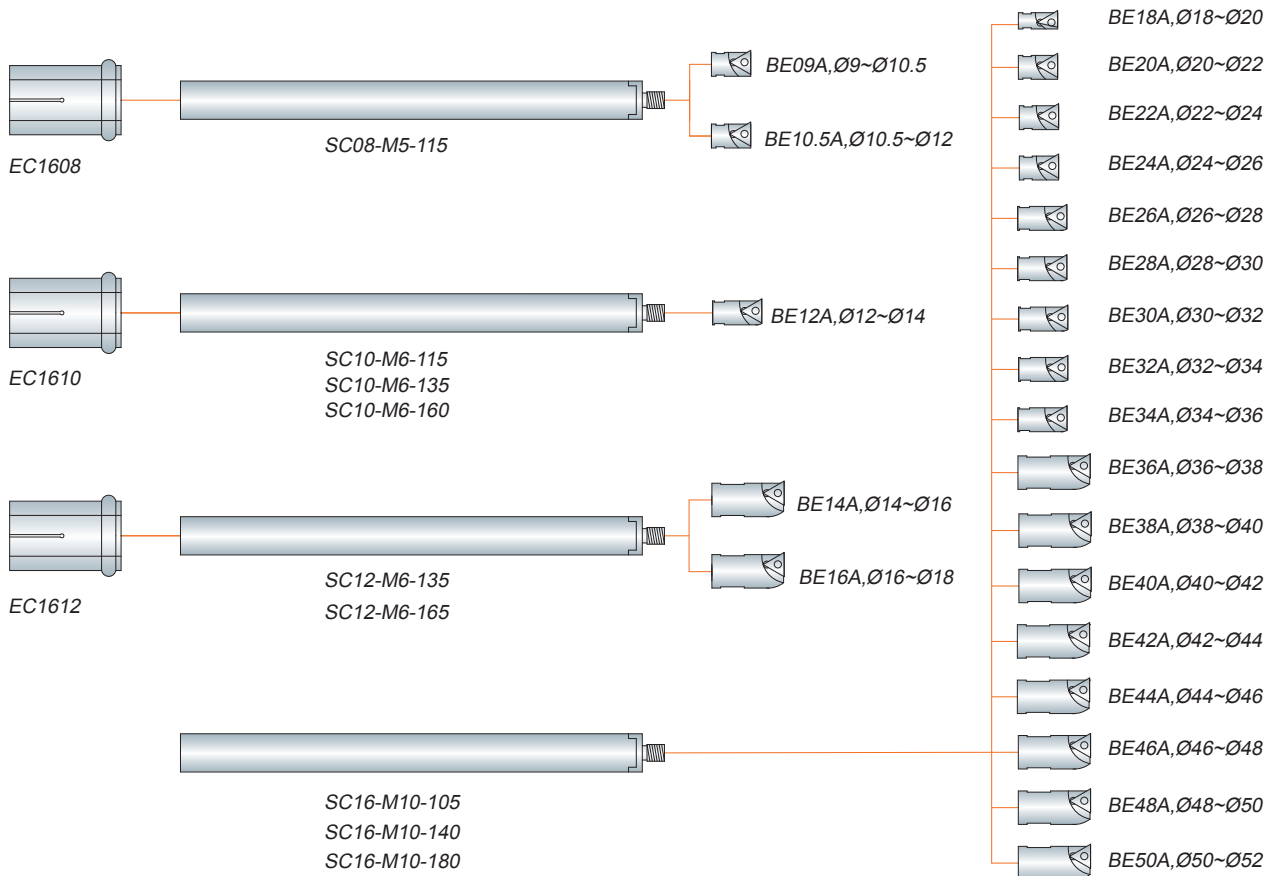 EC1608
SC08-M5-115
BE09A,Ø9~Ø10.5
BE10.5A,Ø10.5~Ø12
EC1610
SC10-M6-115
SC10-M6-135
SC10-M6-160
BE12A,Ø12~Ø14
EC1612
SC12-M6-135
SC12-M6-165
BE14A,Ø14~Ø16
BE16A,Ø16~Ø18
SC16-M10-105
SC16-M10-140
SC16-M10-180
BE18A,Ø18~Ø20
BE20A,Ø20~Ø22
BE22A,Ø22~Ø24
BE24A,Ø24~Ø26
BE26A,Ø26~Ø28
BE28A,Ø28~Ø30
BE30A,Ø30~Ø32
BE32A,Ø32~Ø34
BE34A,Ø34~Ø36
BE36A,Ø36~Ø38
BE38A,Ø38~Ø40
BE40A,Ø40~Ø42
BE42A,Ø42~Ø44
BE44A,Ø44~Ø46
BE46A,Ø46~Ø48
BE48A,Ø48~Ø50
BE50A,Ø50~Ø52